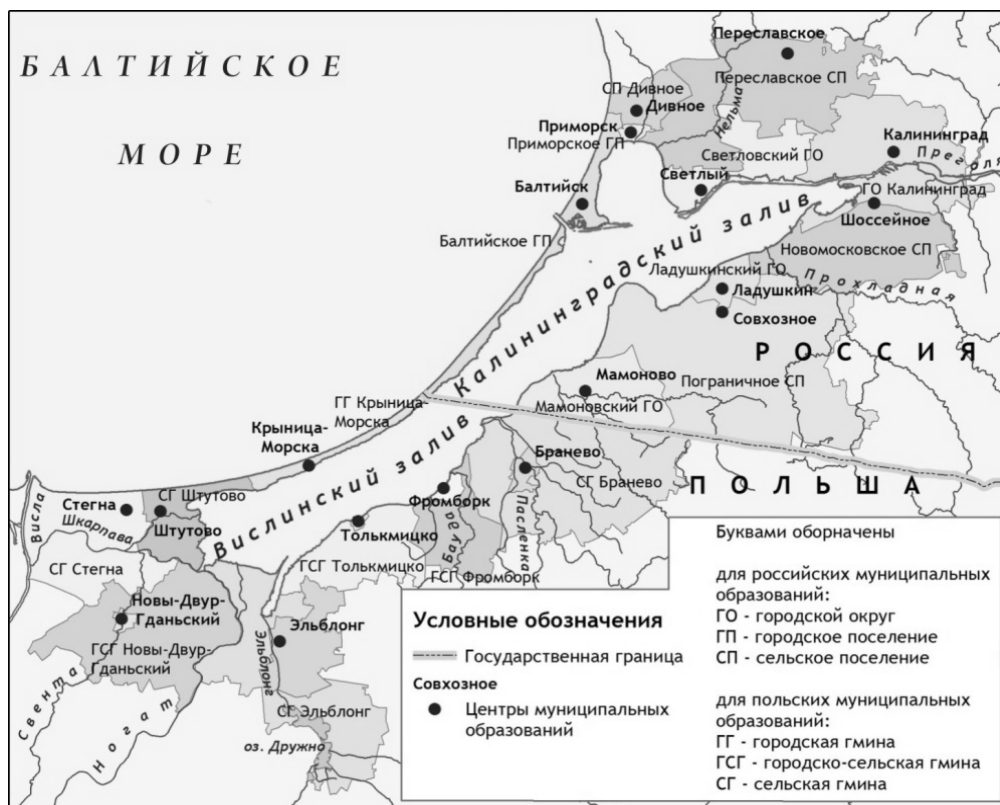 БАЛТИЙСКОЕ
МОРЕ
Переславское
Переславское СП
СП Дивное
Дивное
Нельма
Приморск
Приморское ГП
Калининград
Преголя
Светловский ГО
Светлый
Балтийск
ГО Калининград
Шоссейное
Балтийское ГП
Новомосковское СП
Ладушкинский ГО
Прохладная
Ладушкин
Совхозное
Калининградский залив
РОССИЯ
Мамоново
Пограничное СП
Мамоновский ГО
ГГ Крыница-
Морска
Крыница-
Морска
Вислинский залив
Бранево
СГ Бранево
ПОЛЬША
Фромборк
Бауда
Пасленка
ГСГ Фромборк
Толькмицко
ГСГ Толькмицко
Висла
Стегна
Шкарпава
СГ Штутово
Штутово
СГ Стегна
Новы-Двур-
Гданьский
ГСГ Новы-Двур-
Гданьский
Свента
Ногат
Эльблонг
Эльблонг
СГ Эльблонг
оз. Дружно
Условные обозначения
Государственная граница
Совхозное
Центры муниципальных
образований
Буквами оборначены
для российских муниципальных
образований:
ГО - городской округ
ГП - городское поселение
СП - сельское поселение
для польских муниципальных
образований:
ГГ - городская гмина
ГСГ - городско-сельская гмина
СГ - сельская гмина